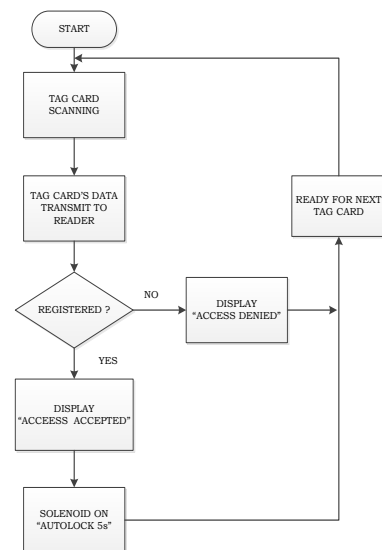 START
TAG CARD
SCANNING
TAG CARD'S DATA
TRANSMIT TO
READER
READY FOR NEXT
TAG CARD
REGISTERED ?
NO
DISPLAY
“ACCESS DENIED”
YES
DISPLAY
“ACCEESS ACCEPTED”
SOLENOID ON
“AUTOLOCK 5s”